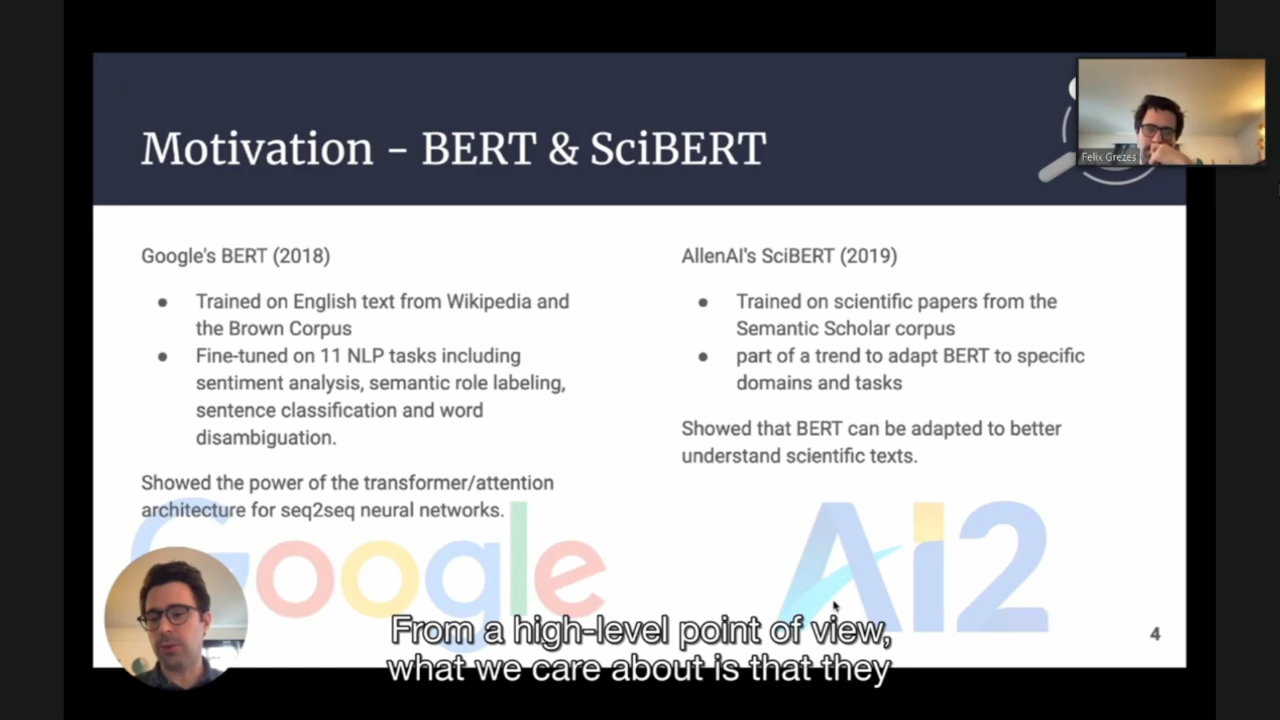 Motivation - BERT & SciBERT
Felix Grezes
Google's BERT (2018)
● Trained on English text from Wikipedia and
the Brown Corpus
● Fine-tuned on 11 NLP tasks including
sentiment analysis, semantic role labeling,
sentence classification and word
disambiguation.
Showed the power of the transformer/attention
architecture for seq2seq neural networks.
Google
AllenAI's SciBERT (2019)
● Trained on scientific papers from the
Semantic Scholar corpus
● part of a trend to adapt BERT to specific
domains and tasks
Showed that BERT can be adapted to better
understand scientific texts.
Ai2
From a high-level point of view,
what we care about is that they
4